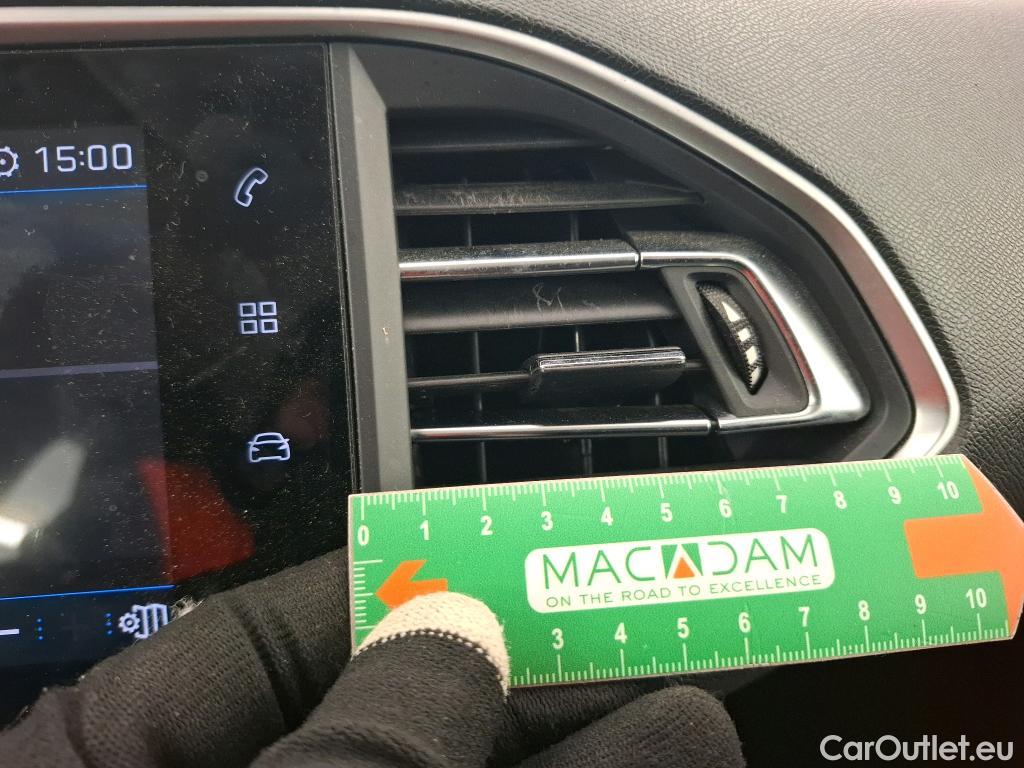 15:00
0 1 2 3 4 5 6 7 8 9 10
MACADAM
ON THE ROAD TO EXCELLENCE
3 4 5 6 7 8 9 10
CarOutlet.eu